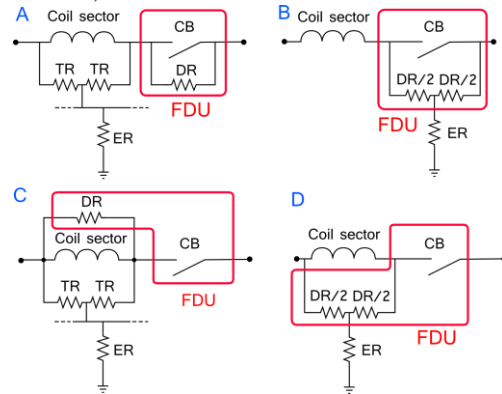 A
Coil sector
CB
TR TR
DR
FDU
ER
B
Coil sector
CB
DR/2 DR/2
FDU
ER
C
DR
Coil sector
CB
TR TR
FDU
ER
D
Coil sector
CB
DR/2 DR/2
FDU
ER